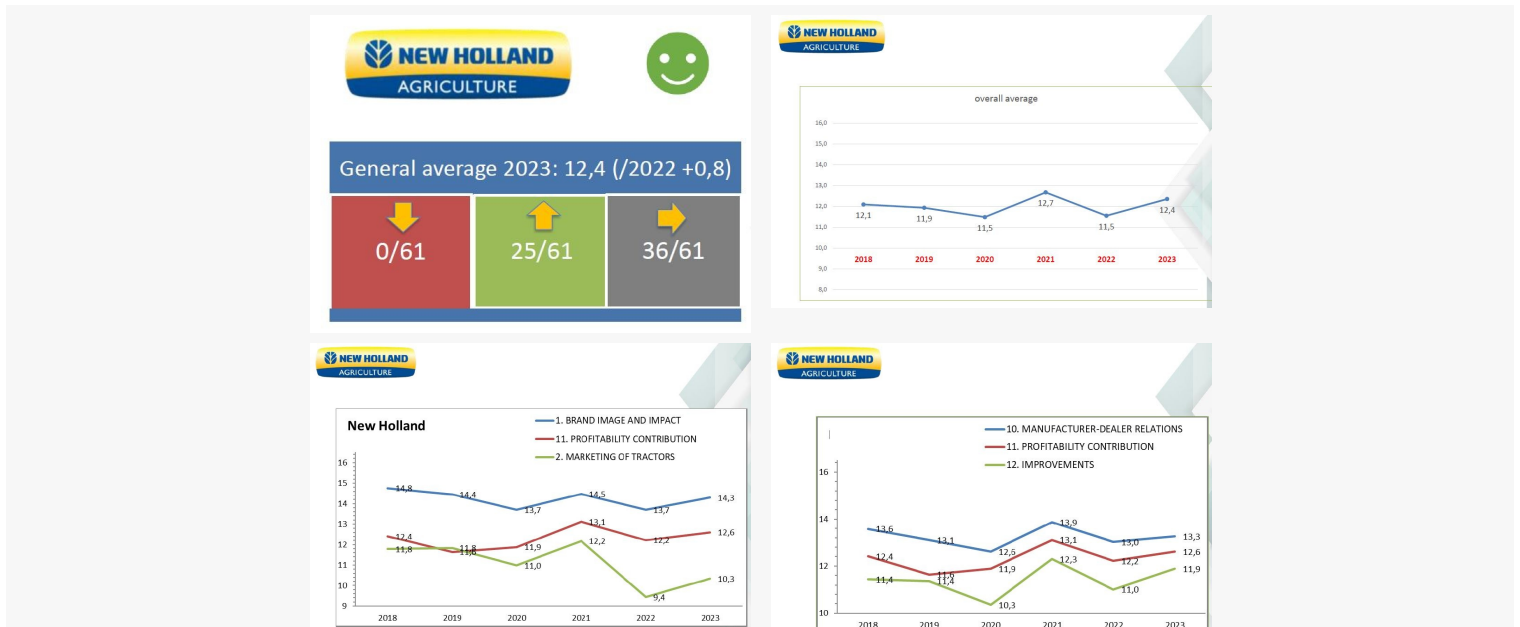 NEW HOLLAND
AGRICULTURE
General average 2023: 12,4 (/2022 +0,8)
0/61
25/61
36/61
NEW HOLLAND
AGRICULTURE
overall average
16,0
15,0
14,0
13,0
12,0
11,0
10,0
9,0
8,0
12,1
11,9
11,5
12,7
11,5
12,4
2018 2019 2020 2021 2022 2023
NEW HOLLAND
AGRICULTURE
New Holland
1. BRAND IMAGE AND IMPACT
11. PROFITABILITY CONTRIBUTION
2. MARKETING OF TRACTORS
16
15
14
13
12
11
10
9
14,8 14,4 13,7 14,5 13,7 14,3
12,4 11,9 13,1 12,2 12,6
11,8 11,8 11,0 12,2 9,4 10,3
2018 2019 2020 2021 2022 2023
NEW HOLLAND
AGRICULTURE
10. MANUFACTURER-DEALER RELATIONS
11. PROFITABILITY CONTRIBUTION
12. IMPROVEMENTS
16
14
12
10
13,6 13,1 12,6 13,9 13,0 13,3
12,4 11,6 11,9 13,1 12,2 12,6
11,4 11,4 10,3 12,3 11,0 11,9
2018 2019 2020 2021 2022 2023